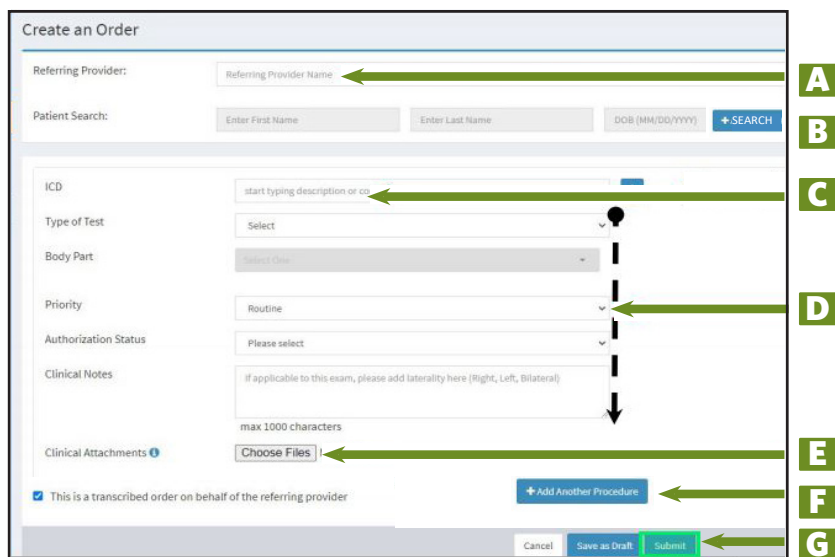 Create an Order
Referring Provider:
Referring Provider Name
A
Patient Search:
Enter First Name
Enter Last Name
DOB (MM/DD/YYYY)
+ SEARCH
B
ICD
start typing description or co
C
Type of Test
Select
Body Part
Select One
Priority
Routine
D
Authorization Status
Please select
Clinical Notes
If applicable to this exam, please add laterality here (Right, Left, Bilateral)
max 1000 characters
Clinical Attachments
Choose Files
E
This is a transcribed order on behalf of the referring provider
+ Add Another Procedure
F
Cancel
Save as Draft
Submit
G